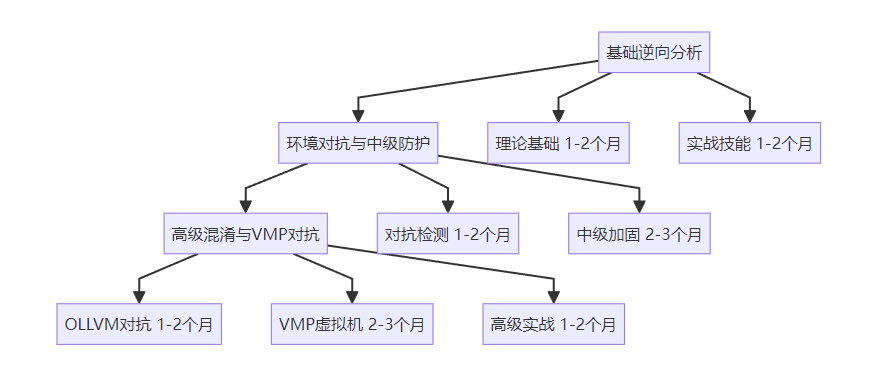 基础逆向分析
环境对抗与中级防护
理论基础 1-2个月
实战技能 1-2个月
高级混淆与VMP对抗
对抗检测 1-2个月
中级加固 2-3个月
OLLVM对抗 1-2个月
VMP虚拟机 2-3个月
高级实战 1-2个月